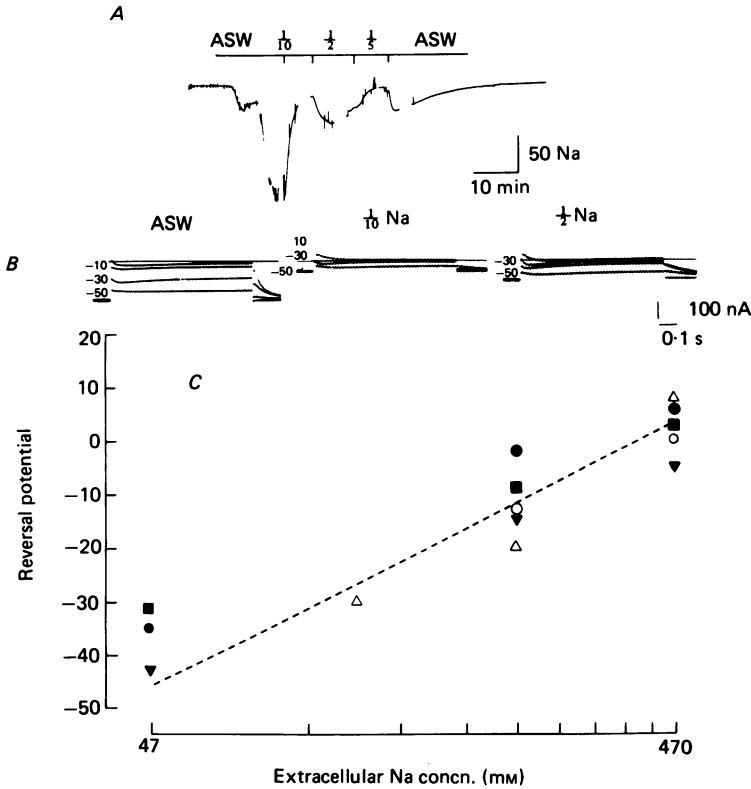 A
ASW 1/10 1/2 1/5 ASW
50 Na
10 min
ASW 1/10 Na 1/2 Na
B
-10
-30
-50
10
-30
-50
-30
-50
100 nA
0·1 s
C
20
10
0
-10
-20
-30
-40
-50
Reversal potential
47 470
Extracellular Na concn. (mM)